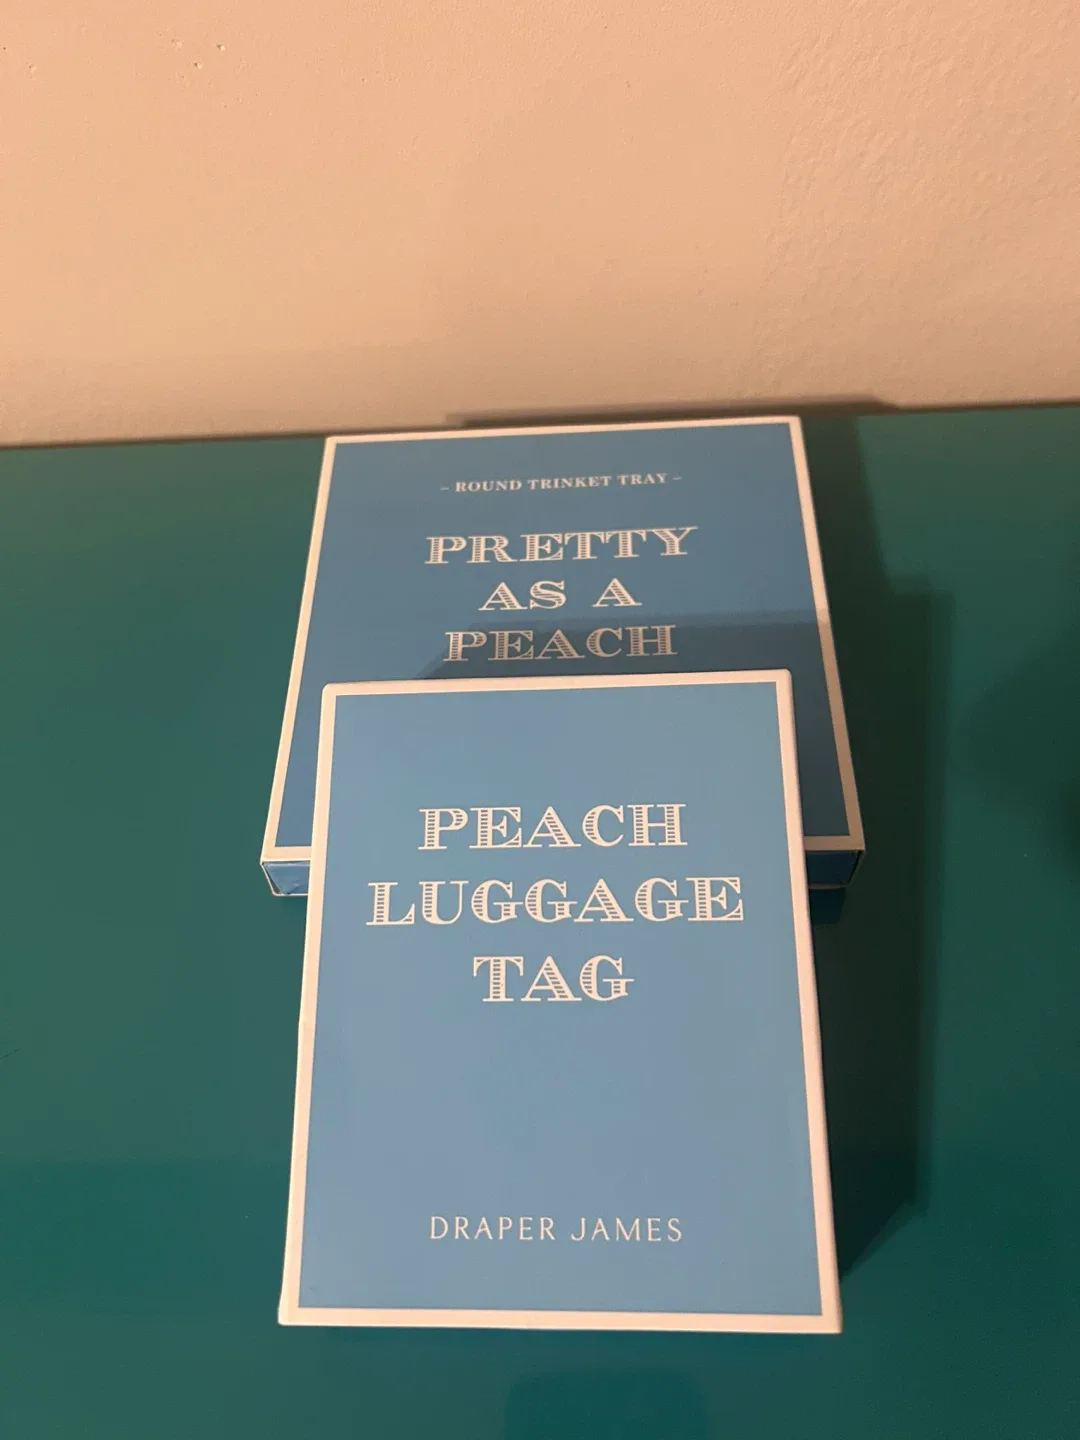 - ROUND TRINKET TRAY -
PRETTY
AS A
PEACH
PEACH
LUGGAGE
TAG
DRAPER JAMES